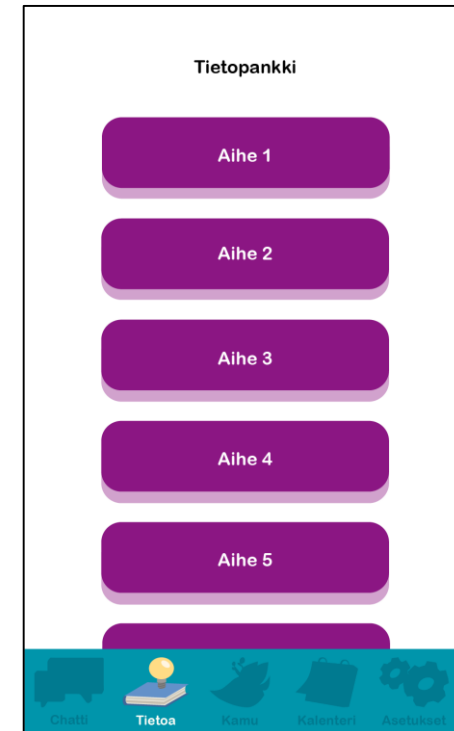 Tietopankki
Aihe 1
Aihe 2
Aihe 3
Aihe 4
Aihe 5
Chatti Tietoa Kamu Kalenteri Asetukset